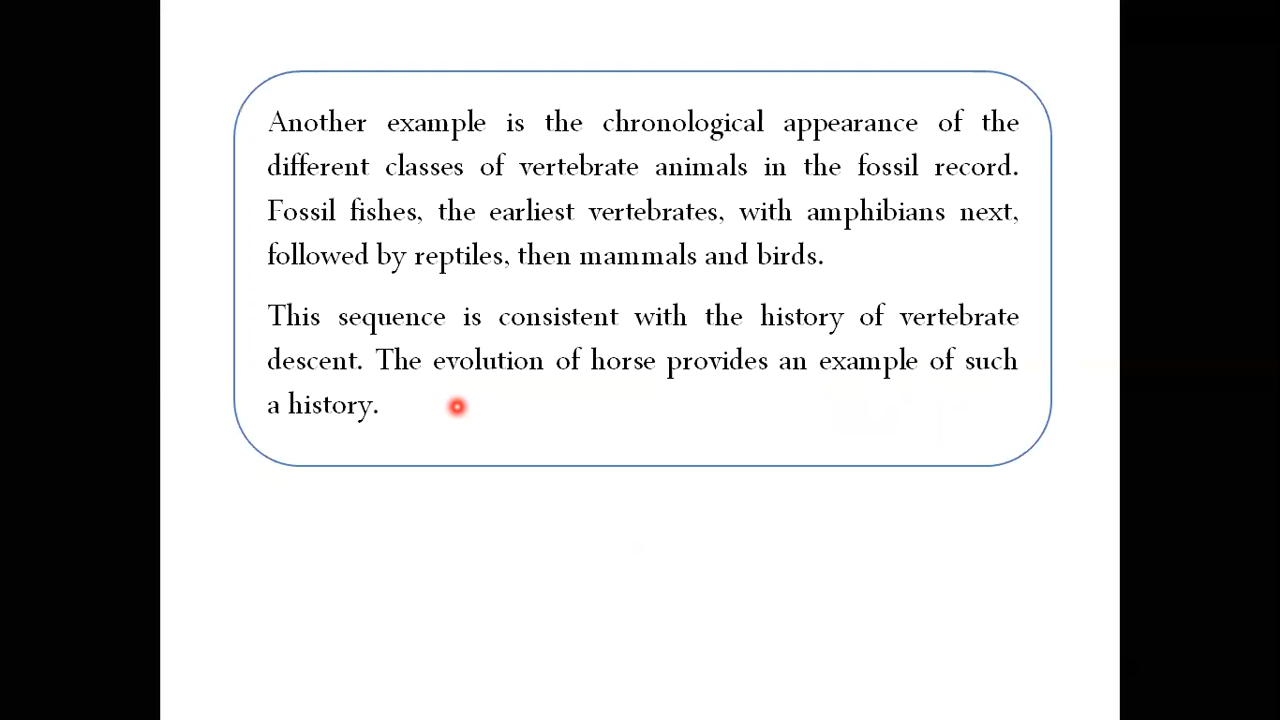 Another example is the chronological appearance of the
different classes of vertebrate animals in the fossil record.
Fossil fishes, the earliest vertebrates, with amphibians next,
followed by reptiles, then mammals and birds.
This sequence is consistent with the history of vertebrate
descent. The evolution of horse provides an example of such
a history.